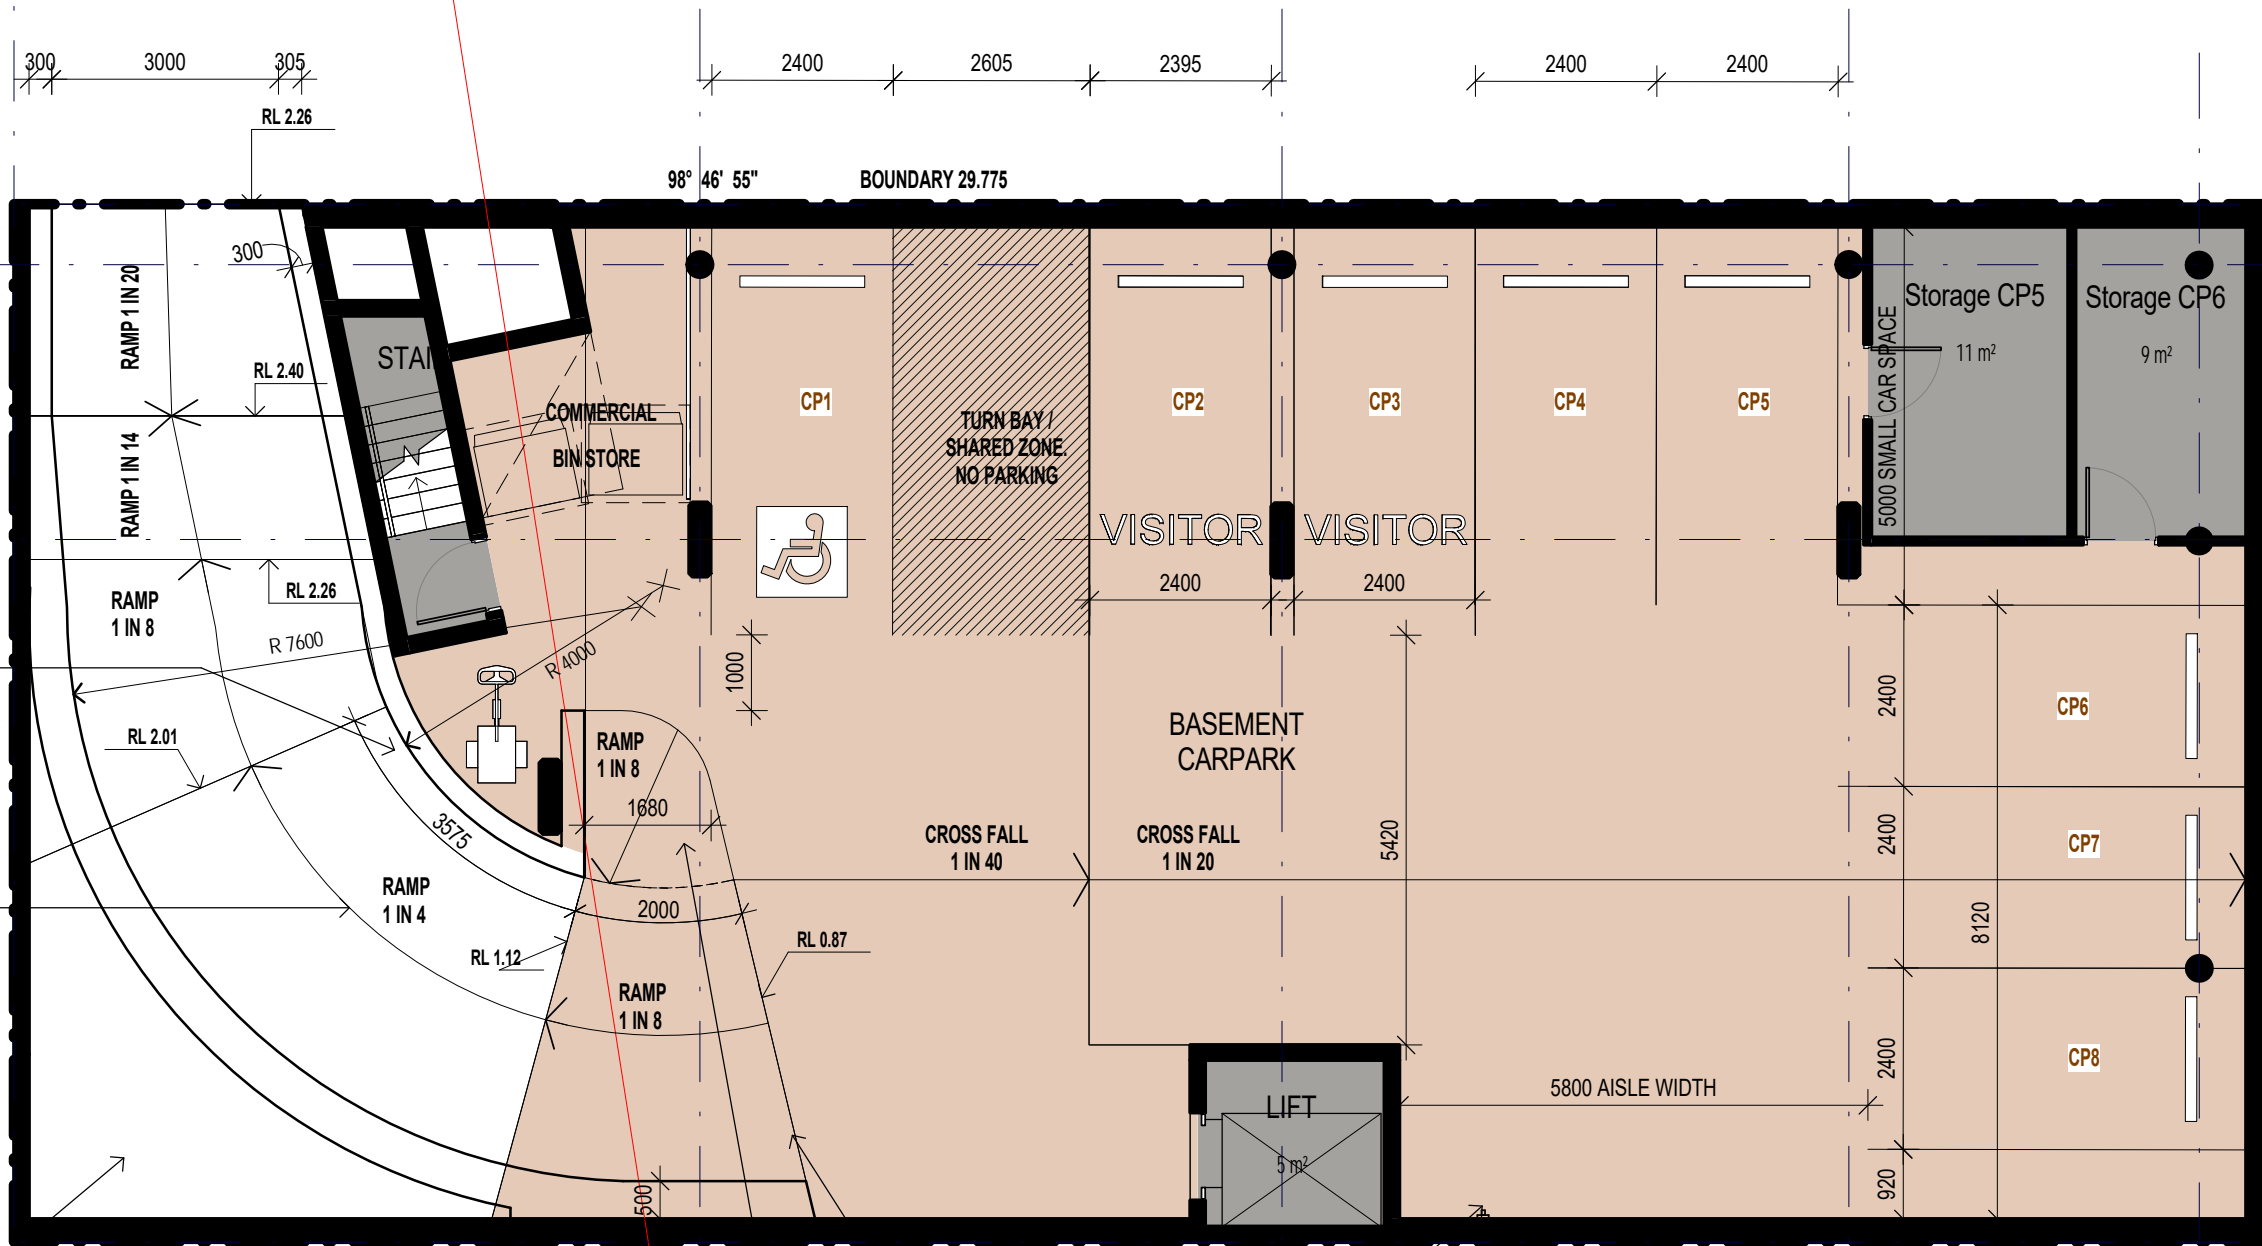 300
3000
305
2400
2605
2395
2400
2400
RL 2.26
98° 46' 55"
BOUNDARY 29.775
300
RAMP 1 IN 20
STAI
RL 2.40
COMMERCIAL
BIN STORE
RAMP 1 IN 14
CP1
TURN BAY /
SHARED ZONE.
NO PARKING
CP2
CP3
CP4
CP5
5000 SMALL CAR SPACE
Storage CP5
11 m²
Storage CP6
9 m²
VISITOR
VISITOR
2400
2400
RL 2.26
RAMP
1 IN 8
R 7600
R 4000
1000
RL 2.01
RAMP
1 IN 8
1680
3575
BASEMENT
CARPARK
2400
CP6
CROSS FALL
1 IN 40
CROSS FALL
1 IN 20
5420
2400
CP7
RAMP
1 IN 4
2000
RL 1.12
RL 0.87
8120
RAMP
1 IN 8
2400
CP8
5800 AISLE WIDTH
LIFT
5 m²
500
920